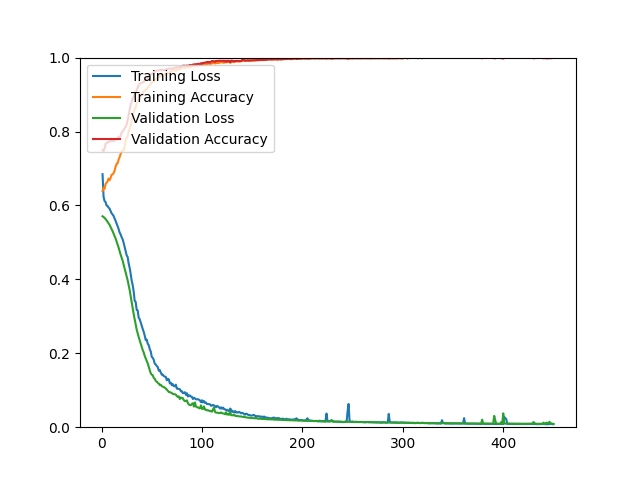 1.0
0.8
0.6
0.4
0.2
0.0
Training Loss
Training Accuracy
Validation Loss
Validation Accuracy
0 100 200 300 400